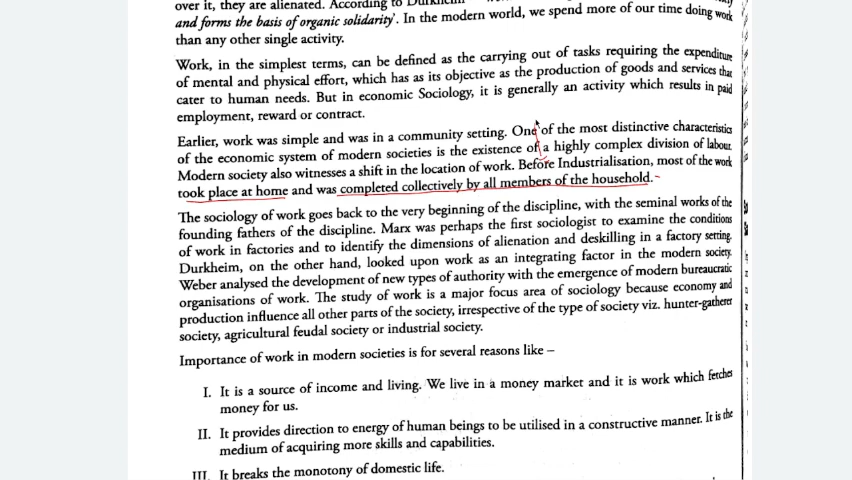 over it, they are alienated. According to Durkheim
and forms the basis of organic solidarity'. In the modern world, we spend more of our time doing work
than any other single activity.
Work, in the simplest terms, can be defined as the carrying out of tasks requiring the expenditure
of mental and physical effort, which has as its objective as the production of goods and services that
cater to human needs. But in economic Sociology, it is generally an activity which results in paid
employment, reward or contract.
Earlier, work was simple and was in a community setting. One of the most distinctive characteristics
of the economic system of modern societies is the existence of a highly complex division of labour.
Modern society also witnesses a shift in the location of work. Before Industrialisation, most of the work
took place at home and was completed collectively by all members of the household.
The sociology of work goes back to the very beginning of the discipline, with the seminal works of the
founding fathers of the discipline. Marx was perhaps the first sociologist to examine the conditions
of work in factories and to identify the dimensions of alienation and deskilling in a factory setting.
Durkheim, on the other hand, looked upon work as an integrating factor in the modern society.
Weber analysed the development of new types of authority with the emergence of modern bureaucratic
organisations of work. The study of work is a major focus area of sociology because economy and
production influence all other parts of the society, irrespective of the type of society viz. hunter-gatherer
society, agricultural feudal society or industrial society.
Importance of work in modern societies is for several reasons like –
I. It is a source of income and living. We live in a money market and it is work which fetches
money for us.
II. It provides direction to energy of human beings to be utilised in a constructive manner. It is the
medium of acquiring more skills and capabilities.
III. It breaks the monotony of domestic life.